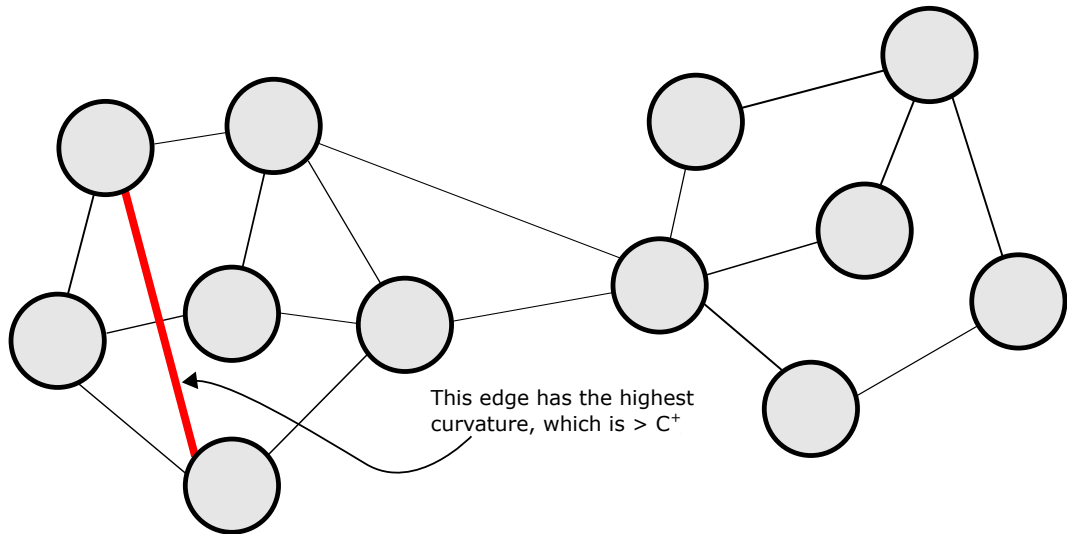 This edge has the highest
curvature, which is > C⁺